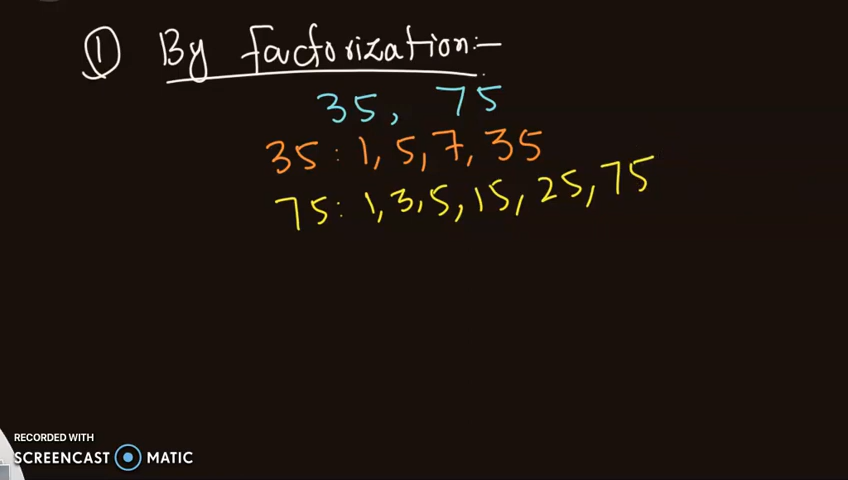 ① By Factorization:-
35, 75
35 : 1, 5, 7, 35
75: 1, 3, 5, 15, 25, 75
RECORDED WITH
SCREENCAST MATIC